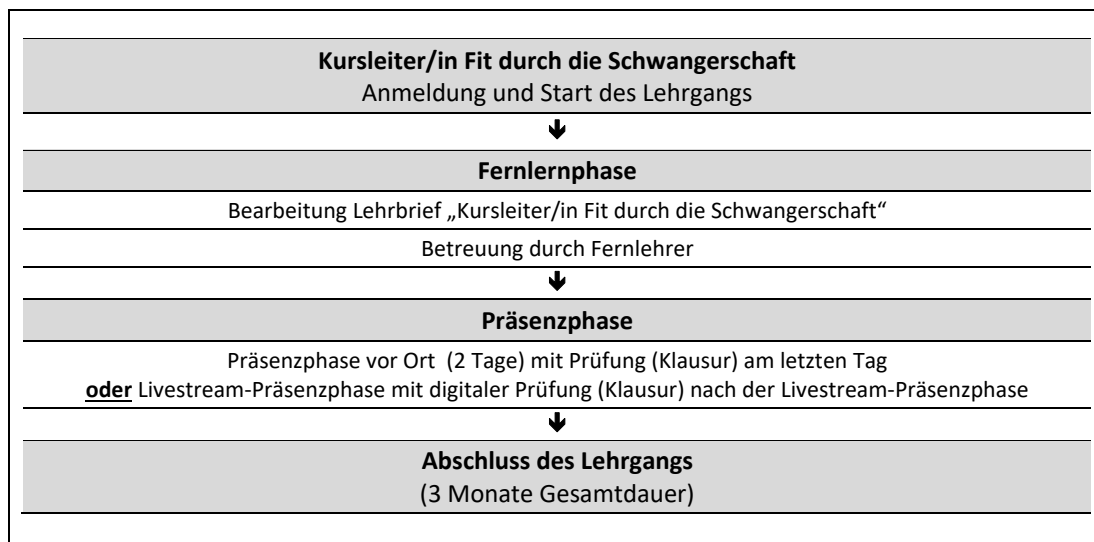 Kursleiter/in Fit durch die Schwangerschaft
Anmeldung und Start des Lehrgangs
🡻
Fernlernphase
Bearbeitung Lehrbrief „Kursleiter/in Fit durch die Schwangerschaft“
Betreuung durch Fernlehrer
🡻
Präsenzphase
Präsenzphase vor Ort  (2 Tage) mit Prüfung (Klausur) am letzten Tag
oder Livestream-Präsenzphase mit digitaler Prüfung (Klausur) nach der Livestream-Präsenzphase
🡻
Abschluss des Lehrgangs
(3 Monate Gesamtdauer)